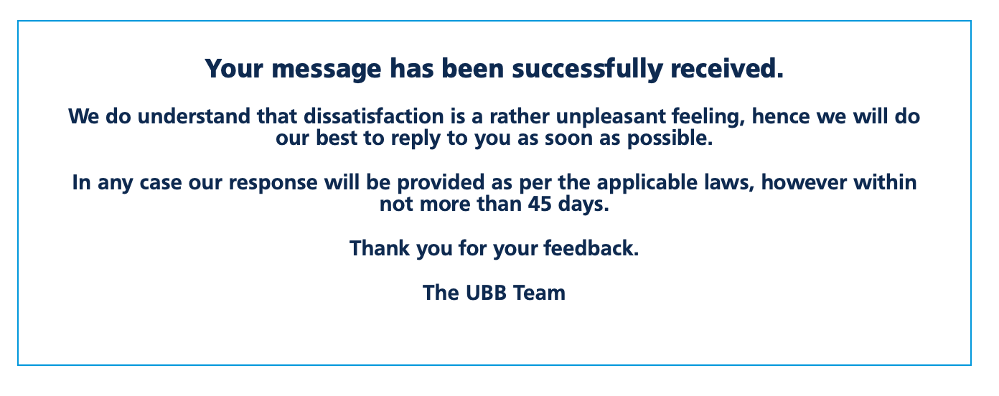 Your message has been successfully received.
We do understand that dissatisfaction is a rather unpleasant feeling, hence we will do
our best to reply to you as soon as possible.
In any case our response will be provided as per the applicable laws, however within
not more than 45 days.
Thank you for your feedback.
The UBB Team